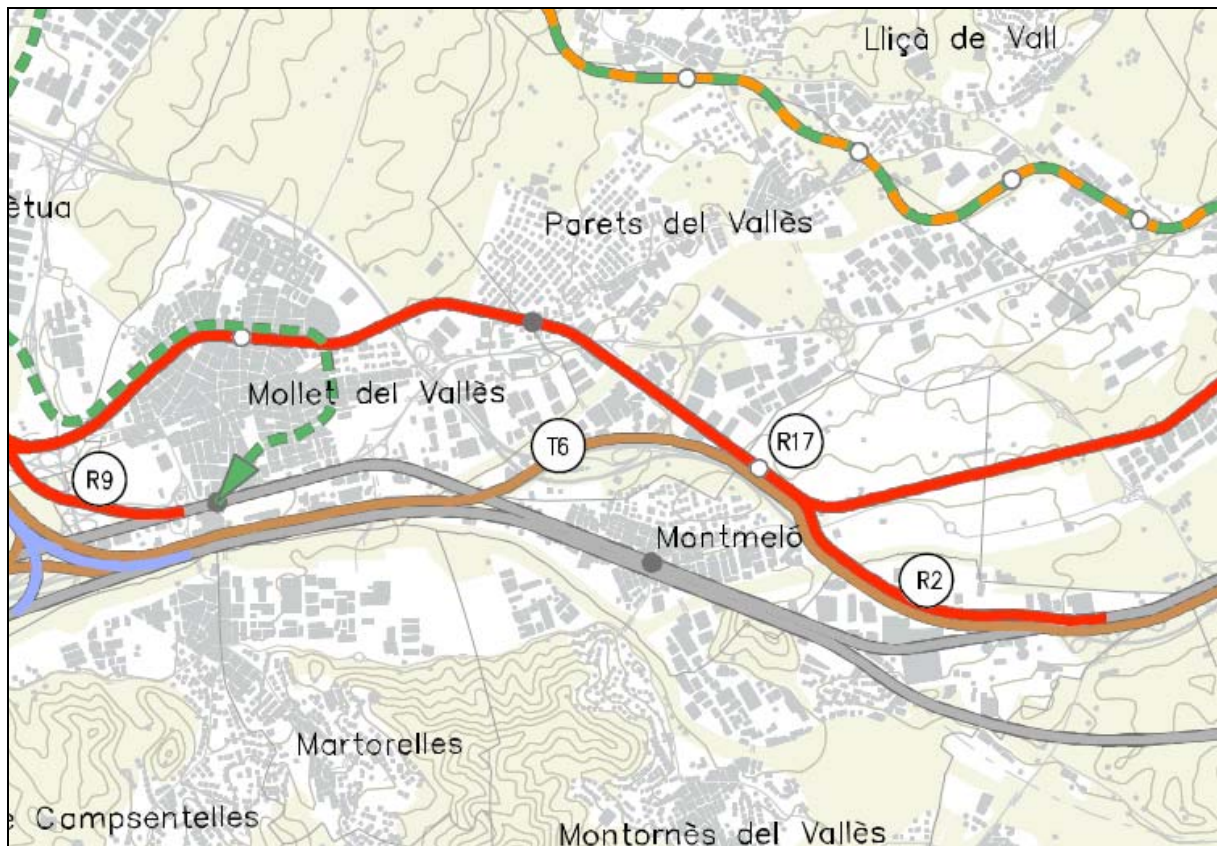 Lliçà de Vall
ètua
Parets del Vallès
Mollet del Vallès
T6
R17
R9
Montmeló
R2
Martorelles
e Campsentelles
Montornès del Vallès